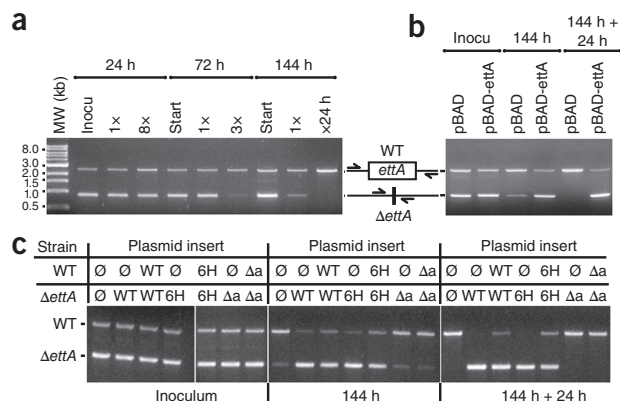 a
24 h 72 h 144 h
MW (kb) Inocu 1× 8× Start 1× 3× Start 1× ×24 h
8.0
3.0
2.0
1.5
1.0
0.5
WT
ettA
ΔettA
b
144 h + 24 h
Inocu 144 h
pBAD pBAD-ettA pBAD pBAD-ettA pBAD pBAD-ettA
c
Strain Plasmid insert Plasmid insert Plasmid insert
WT Ø Ø WT Ø 6H Ø Δa Ø Ø WT Ø 6H Ø Δa Ø Ø WT Ø 6H Ø Δa
ΔettA Ø WT WT 6H 6H Δa Δa Ø WT WT 6H 6H Δa Δa Ø WT WT 6H 6H Δa Δa
WT
ΔettA
Inoculum 144 h 144 h + 24 h